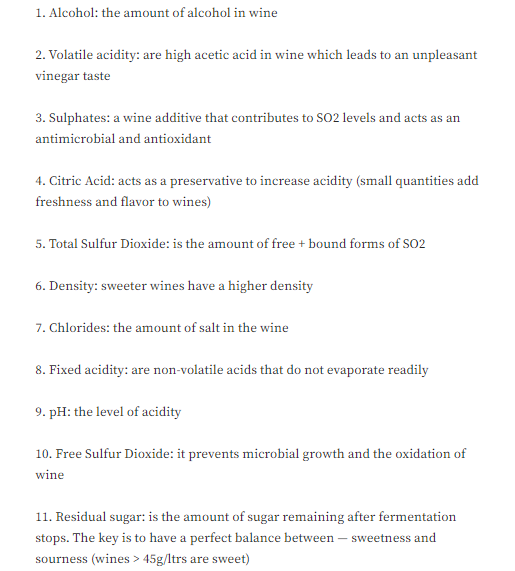 1. Alcohol: the amount of alcohol in wine
2. Volatile acidity: are high acetic acid in wine which leads to an unpleasant
vinegar taste
3. Sulphates: a wine additive that contributes to SO2 levels and acts as an
antimicrobial and antioxidant
4. Citric Acid: acts as a preservative to increase acidity (small quantities add
freshness and flavor to wines)
5. Total Sulfur Dioxide: is the amount of free + bound forms of SO2
6. Density: sweeter wines have a higher density
7. Chlorides: the amount of salt in the wine
8. Fixed acidity: are non-volatile acids that do not evaporate readily
9. pH: the level of acidity
10. Free Sulfur Dioxide: it prevents microbial growth and the oxidation of
wine
11. Residual sugar: is the amount of sugar remaining after fermentation
stops. The key is to have a perfect balance between — sweetness and
sourness (wines > 45g/ltrs are sweet)